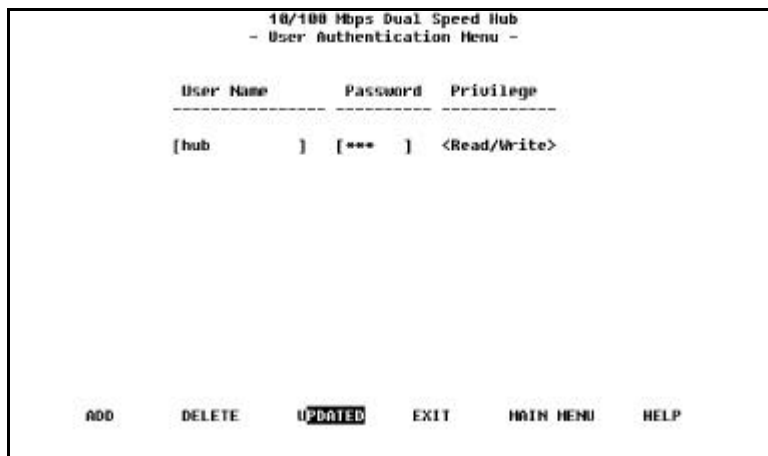 10/100 Mbps Dual Speed Hub
- User Authentication Menu -
User Name Password Privilege
---------------- ---------- ------------
[hub ] [*** ] <Read/Write>
ADD DELETE UPDATED EXIT MAIN MENU HELP